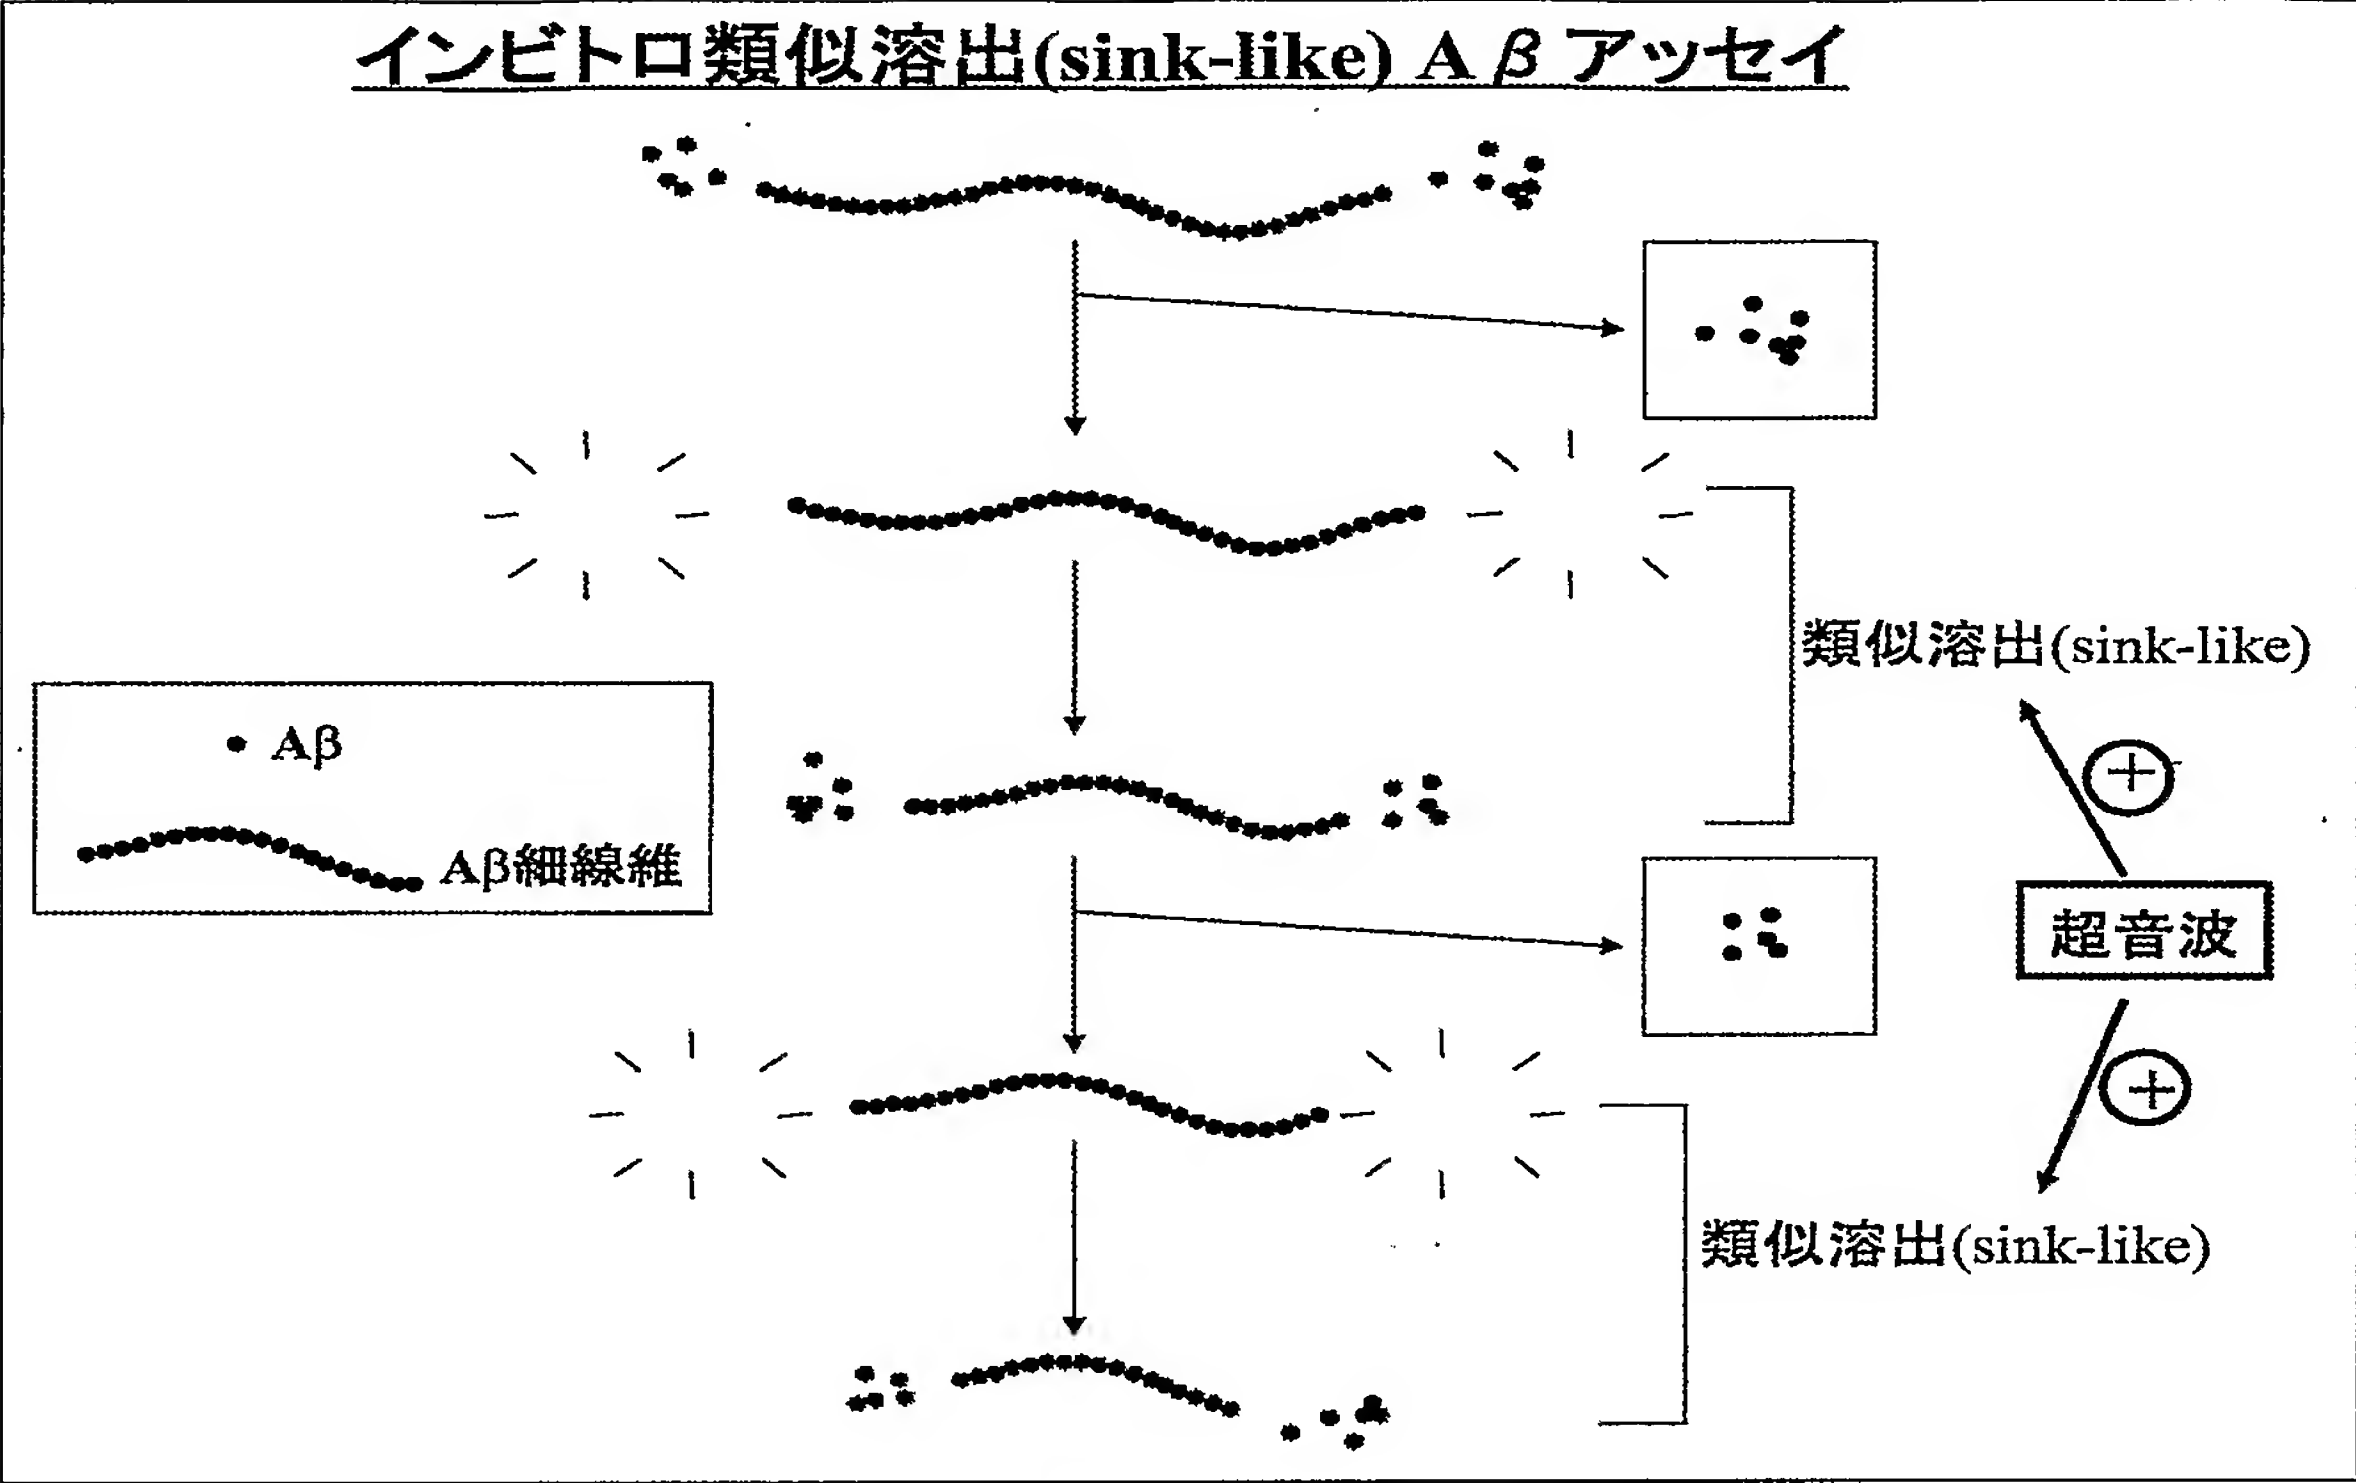 インビトロ類似溶出(sink-like) Aβ アッセイ
類似溶出(sink-like)
Aβ
Aβ細線維
+
超音波
+
類似溶出(sink-like)